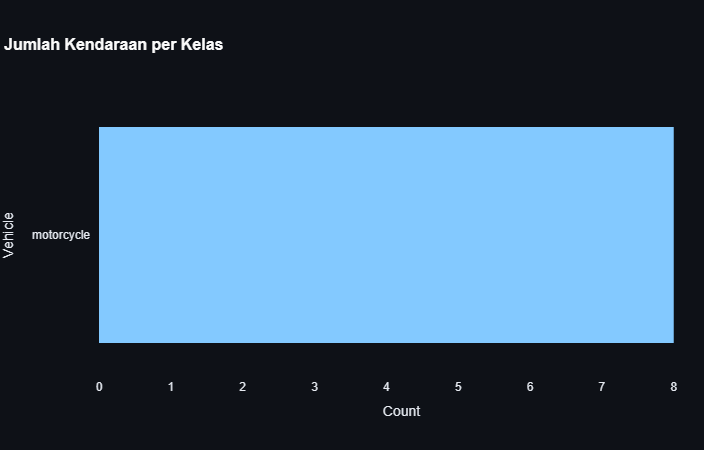 Jumlah Kendaraan per Kelas
Vehicle
motorcycle
0 1 2 3 4 5 6 7 8
Count